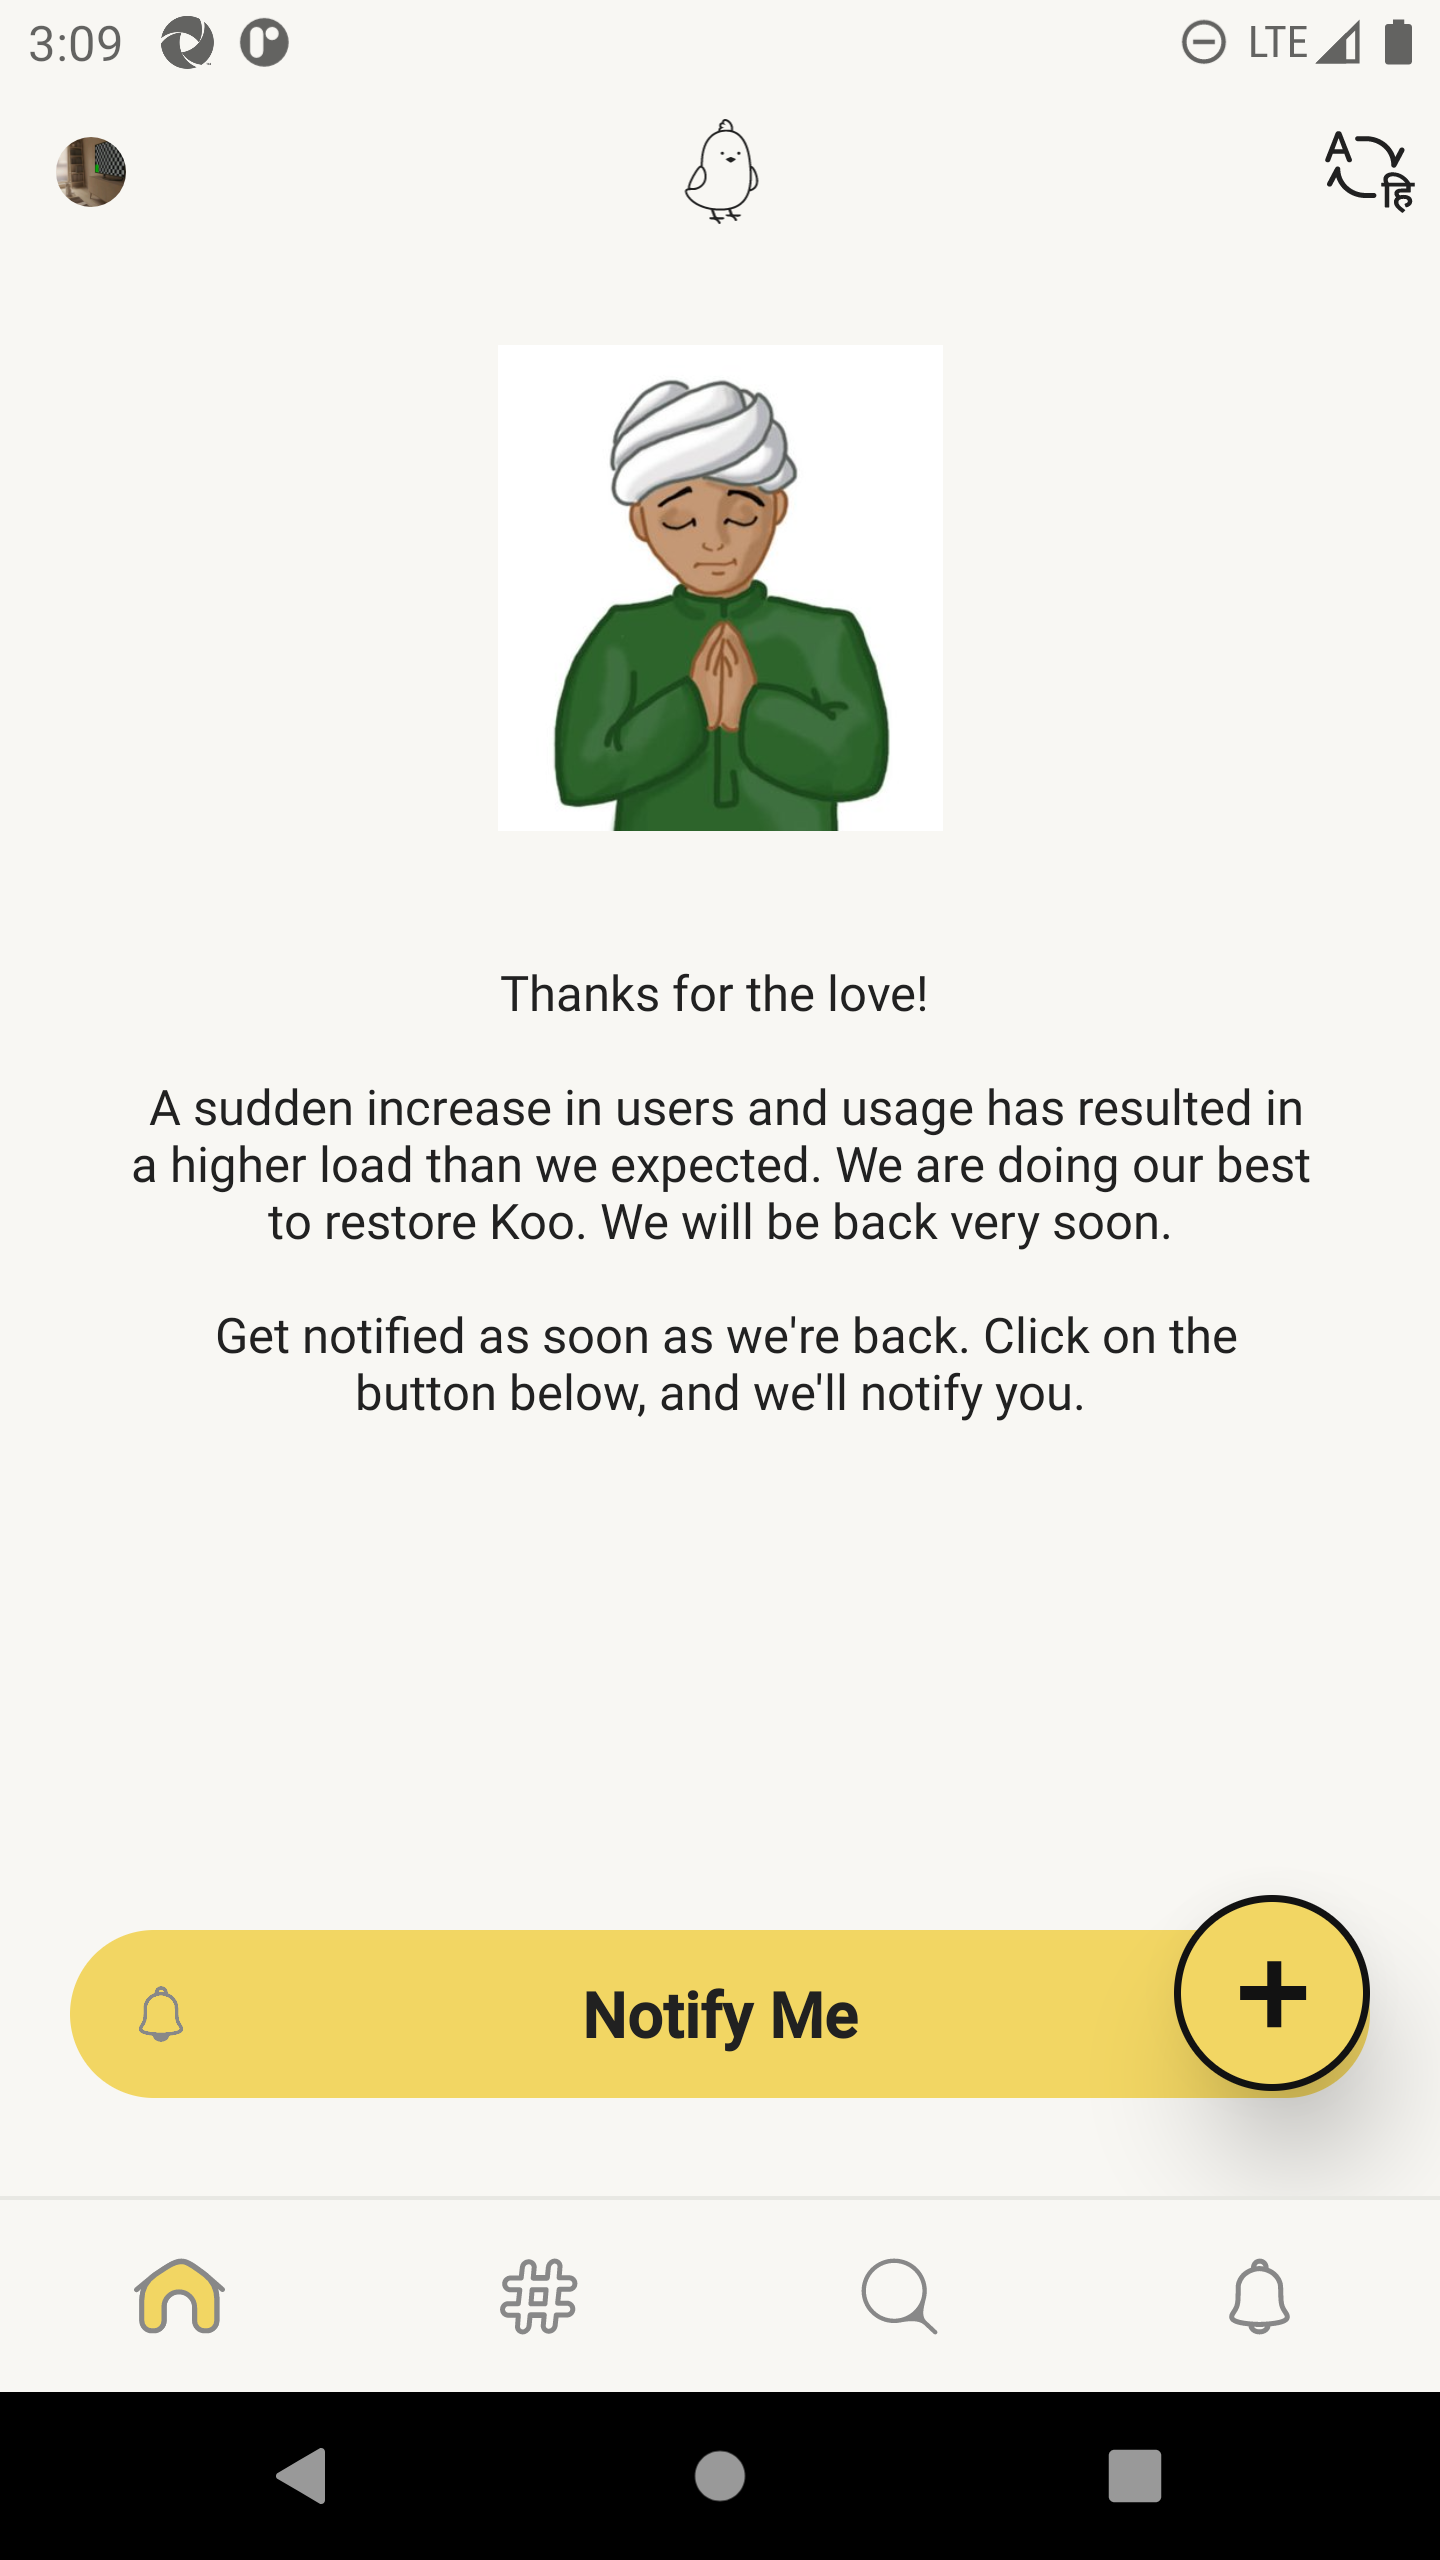 3:09
LTE
A
हि
Thanks for the love!
A sudden increase in users and usage has resulted in
a higher load than we expected. We are doing our best
to restore Koo. We will be back very soon.
Get notified as soon as we're back. Click on the
button below, and we'll notify you.
Notify Me